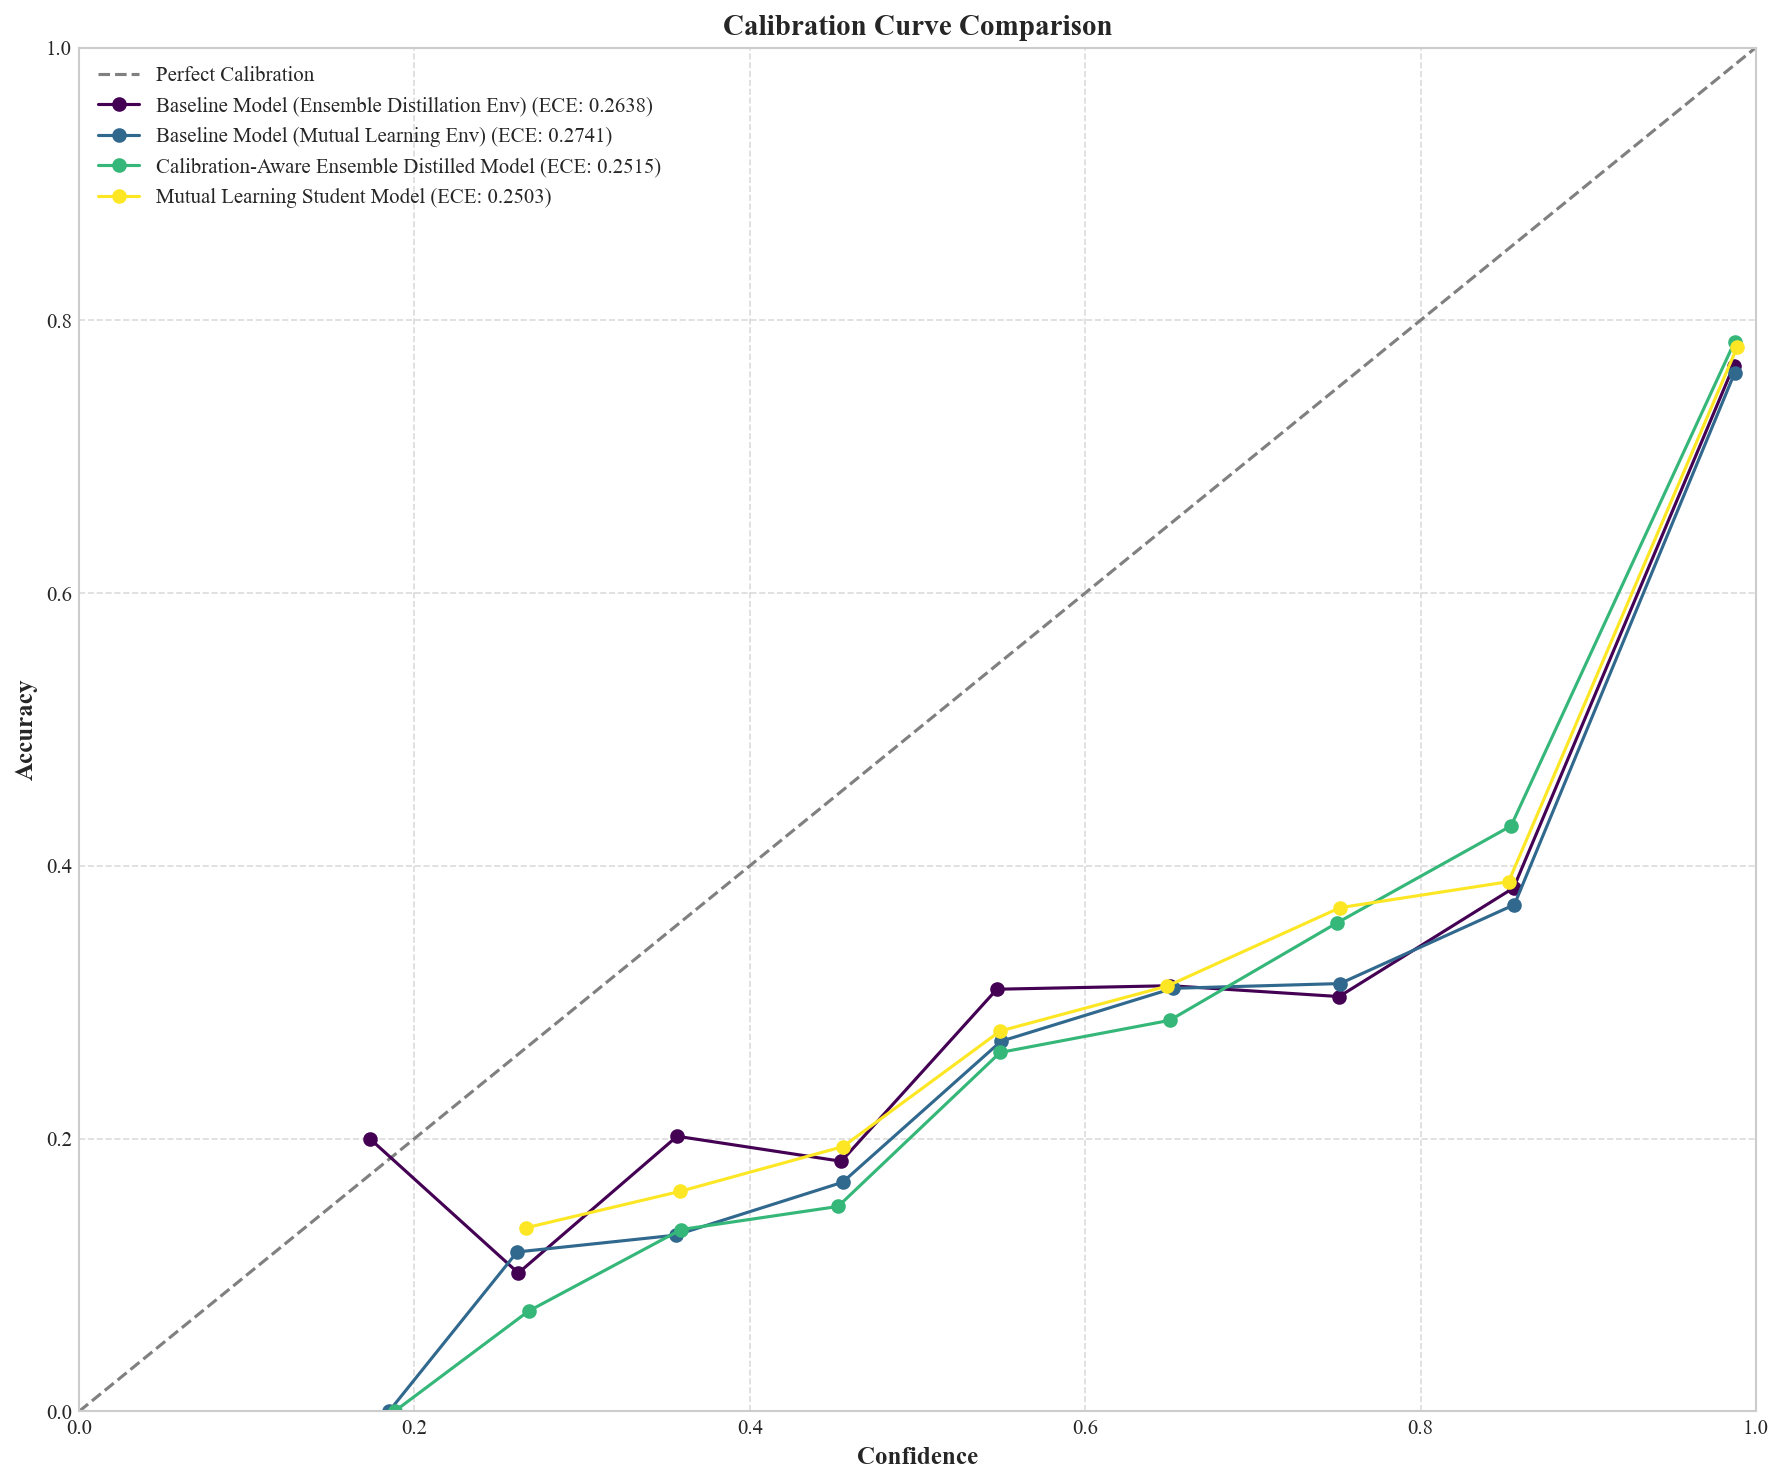 Calibration Curve Comparison
1.0
0.8
0.6
0.4
0.2
0.0
Accuracy
Perfect Calibration
Baseline Model (Ensemble Distillation Env) (ECE: 0.2638)
Baseline Model (Mutual Learning Env) (ECE: 0.2741)
Calibration-Aware Ensemble Distilled Model (ECE: 0.2515)
Mutual Learning Student Model (ECE: 0.2503)
0.0 0.2 0.4 0.6 0.8 1.0
Confidence